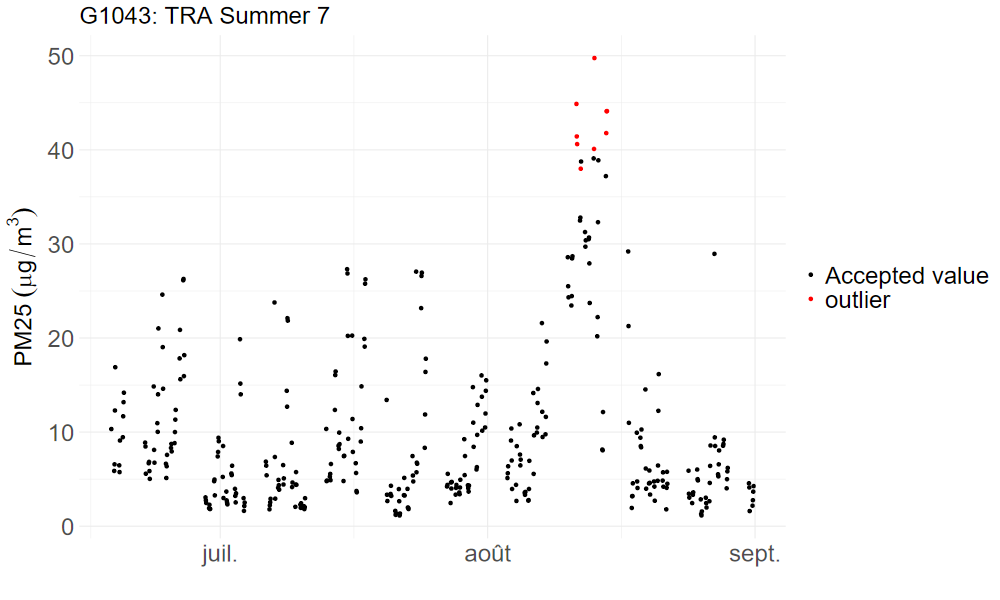 G1043: TRA Summer 7
PM25 (μg/m³)
50
40
30
20
10
0
juil.
août
sept.
Accepted value
outlier